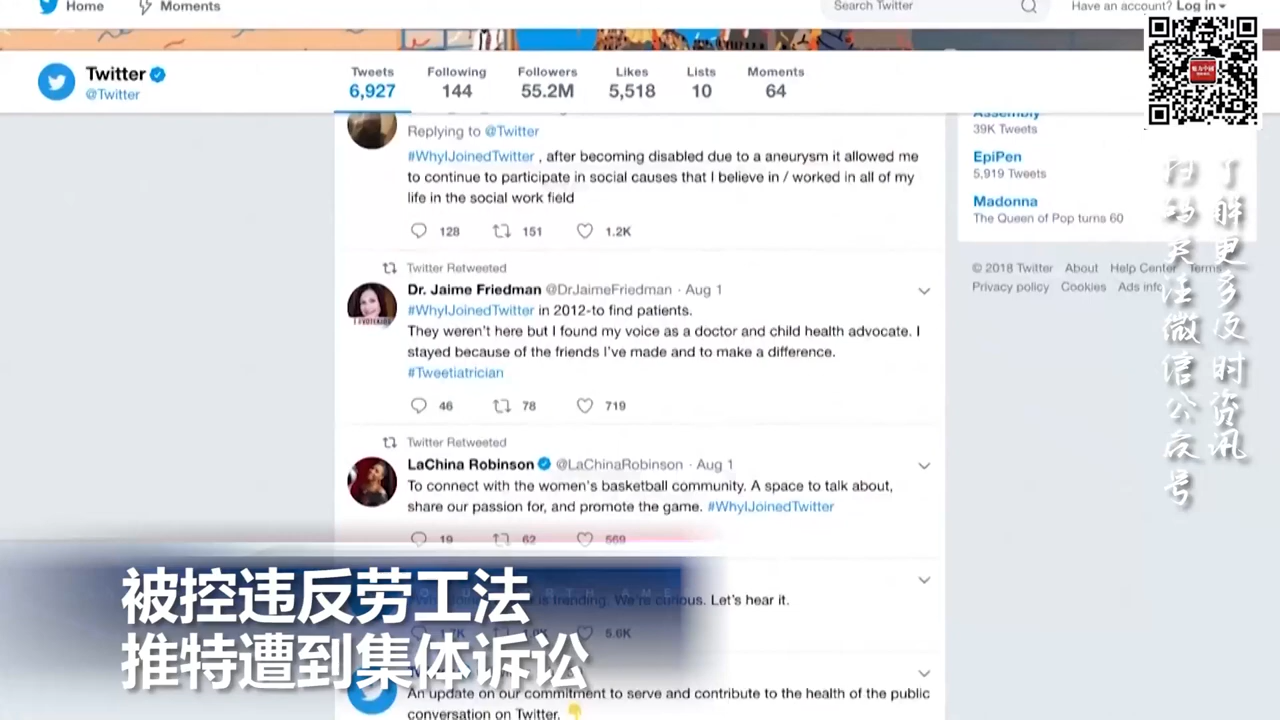 Home
Moments
Search Twitter
Have an account? Log in
Twitter
@Twitter
Tweets
6,927
Following
144
Followers
55.2M
Likes
5,518
Lists
10
Moments
64
Replying to @Twitter
#WhyIJoinedTwitter , after becoming disabled due to a aneurysm it allowed me
to continue to participate in social causes that I believe in / worked in all of my
life in the social work field
128
151
1.2K
Twitter Retweeted
Dr. Jaime Friedman @DrJaimeFriedman · Aug 1
#WhyIJoinedTwitter in 2012-to find patients.
They weren't here but I found my voice as a doctor and child health advocate. I
stayed because of the friends I've made and to make a difference.
#Tweetiatrician
46
78
719
Twitter Retweeted
LaChina Robinson @LaChinaRobinson · Aug 1
To connect with the women's basketball community. A space to talk about,
share our passion for, and promote the game. #WhyIJoinedTwitter
19
62
569
is trending. We're curious. Let's hear it.
5.6K
An update on our commitment to serve and contribute to the health of the public
conversation on Twitter. 👇
Assembly
39K Tweets
EpiPen
5,919 Tweets
Madonna
The Queen of Pop turns 60
© 2018 Twitter About Help Center Terms
Privacy policy Cookies Ads info
了解更多及时资讯
扫码关注微信公众号
被控违反劳工法
推特遭到集体诉讼